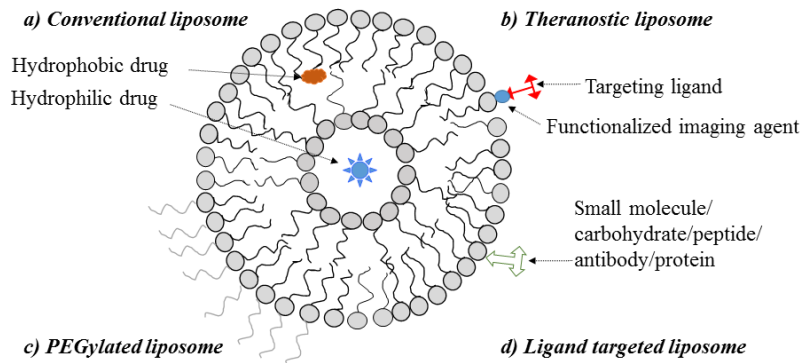 a) Conventional liposome
b) Theranostic liposome
Hydrophobic drug
Hydrophilic drug
Targeting ligand
Functionalized imaging agent
Small molecule/
carbohydrate/peptide/
antibody/protein
c) PEGylated liposome
d) Ligand targeted liposome